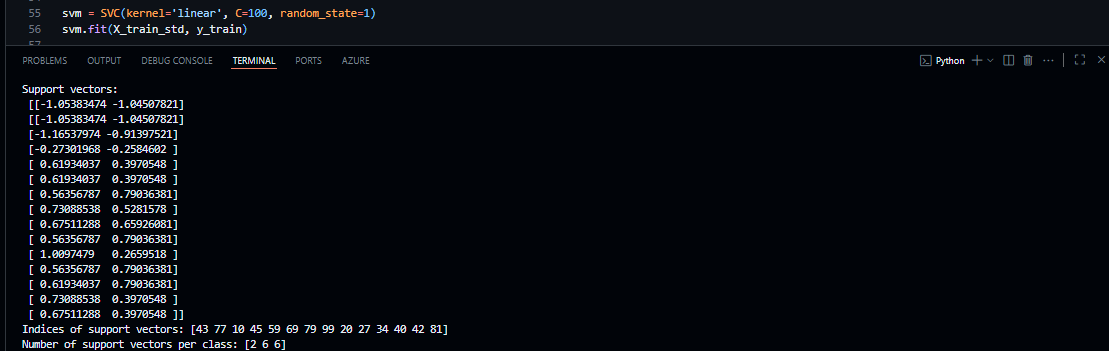 55 svm = SVC(kernel='linear', C=100, random_state=1)
56 svm.fit(X_train_std, y_train)
PROBLEMS OUTPUT DEBUG CONSOLE TERMINAL PORTS AZURE Python
Support vectors:
[[-1.05383474 -1.04507821]
[[-1.05383474 -1.04507821]
[-1.16537974 -0.91397521]
[-0.27301968 -0.2584602 ]
[ 0.61934037 0.3970548 ]
[ 0.61934037 0.3970548 ]
[ 0.56356787 0.79036381]
[ 0.73088538 0.5281578 ]
[ 0.67511288 0.65926081]
[ 0.56356787 0.79036381]
[ 1.0097479 0.2659518 ]
[ 0.56356787 0.79036381]
[ 0.61934037 0.79036381]
[ 0.73088538 0.3970548 ]
[ 0.67511288 0.3970548 ]]
Indices of support vectors: [43 77 10 45 59 69 79 99 20 27 34 40 42 81]
Number of support vectors per class: [2 6 6]